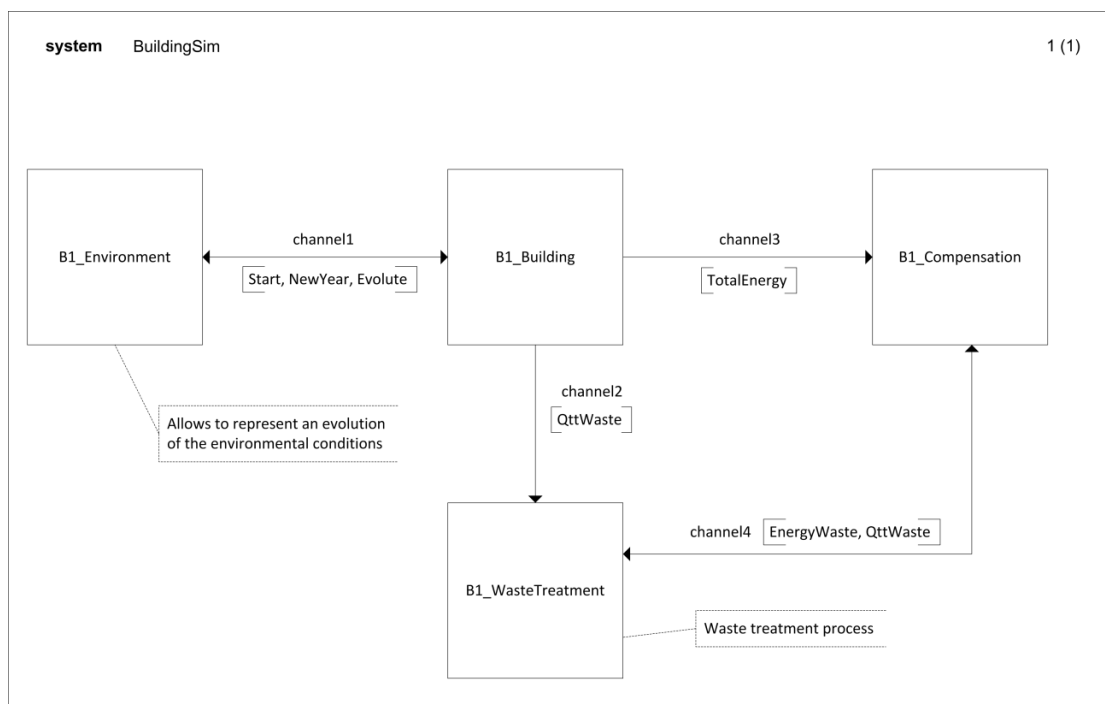 system BuildingSim 1 (1)
B1_Environment
channel1
[Start, NewYear, Evolute]
B1_Building
channel3
[TotalEnergy]
B1_Compensation
channel2
[QttWaste]
Allows to represent an evolution
of the environmental conditions
channel4 [EnergyWaste, QttWaste]
B1_WasteTreatment
Waste treatment process